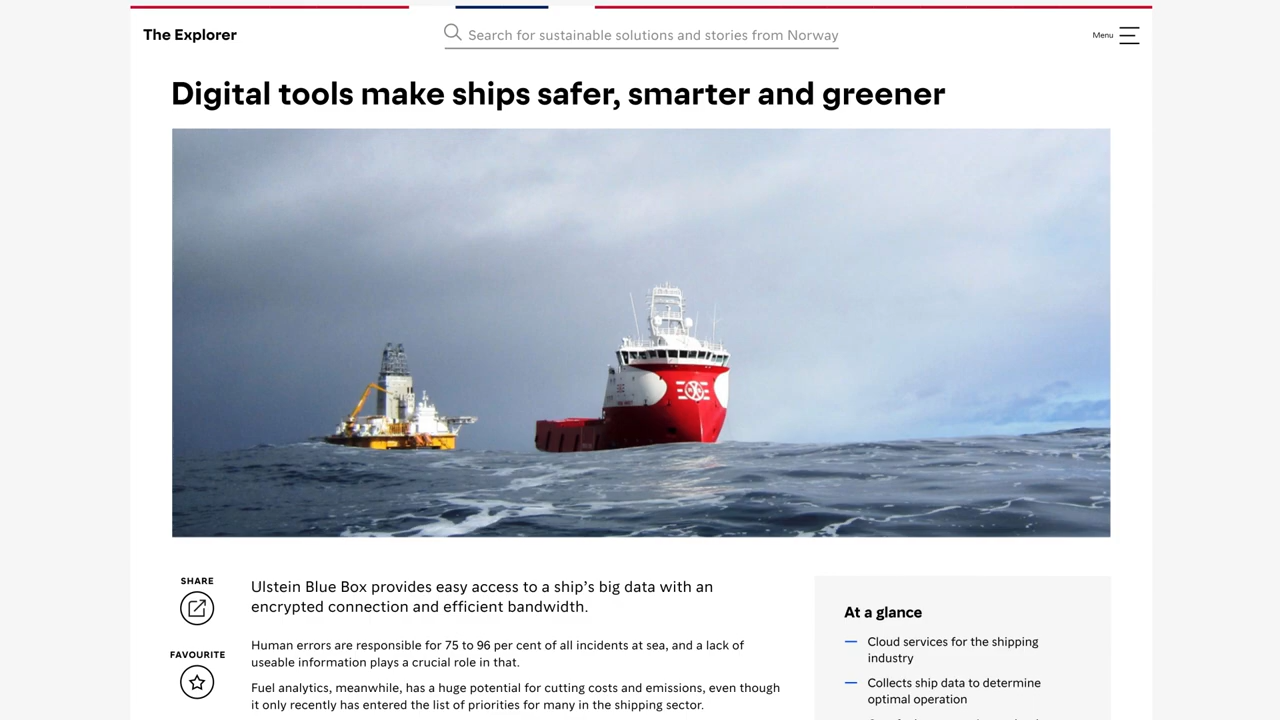 The Explorer
Search for sustainable solutions and stories from Norway
Menu
Digital tools make ships safer, smarter and greener
SHARE
FAVOURITE
Ulstein Blue Box provides easy access to a ship's big data with an
encrypted connection and efficient bandwidth.
Human errors are responsible for 75 to 96 per cent of all incidents at sea, and a lack of
useable information plays a crucial role in that.
Fuel analytics, meanwhile, has a huge potential for cutting costs and emissions, even though
it only recently has entered the list of priorities for many in the shipping sector.
At a glance
Cloud services for the shipping
industry
Collects ship data to determine
optimal operation